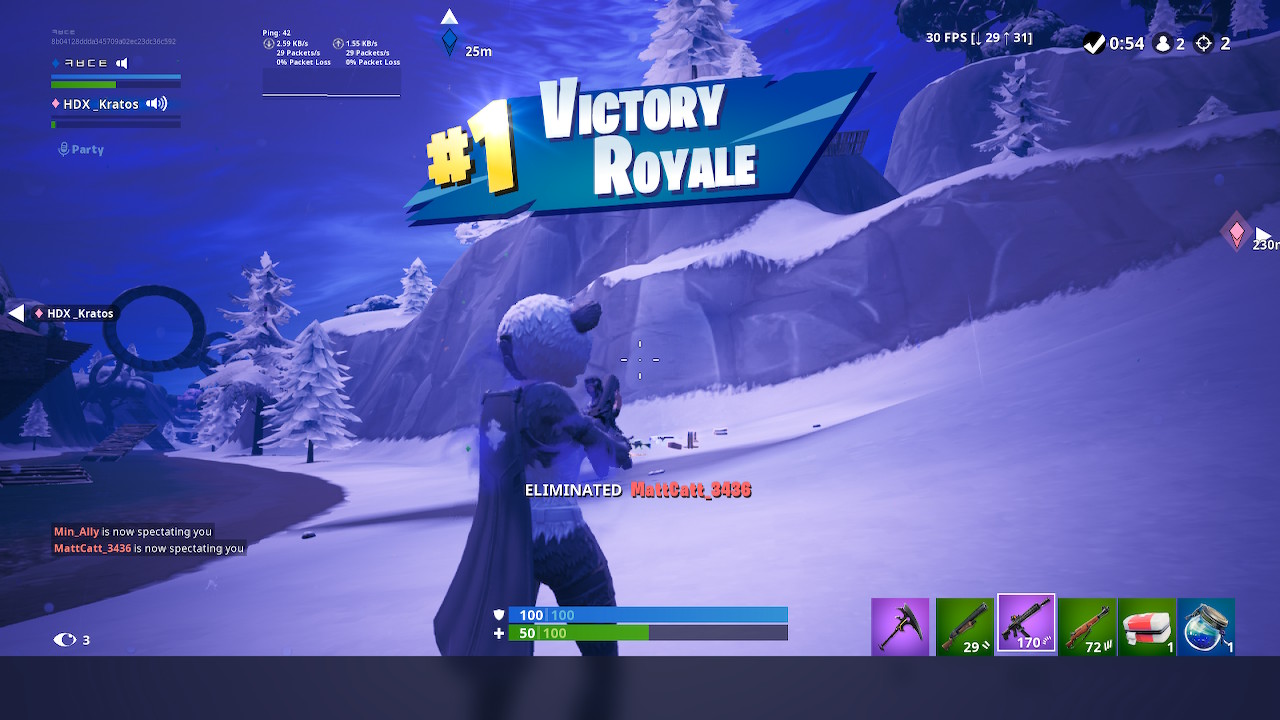 ㅋㅂㄷㅌ
8b04128ddda345709a02ec23dc36c592
ㅋㅂㄷㅌ
HDX _Kratos
Party
Ping: 42
2.59 KB/s
29 Packets/s
0% Packet Loss
1.55 KB/s
29 Packets/s
0% Packet Loss
25m
30 FPS [↓ 29 ↑ 31]
0:54
2
2
#1
VICTORY
ROYALE
HDX _Kratos
ELIMINATED MattCatt_3436
Min_Ally is now spectating you
MattCatt_3436 is now spectating you
3
100 | 100
50 | 100
29
170
72
1
1